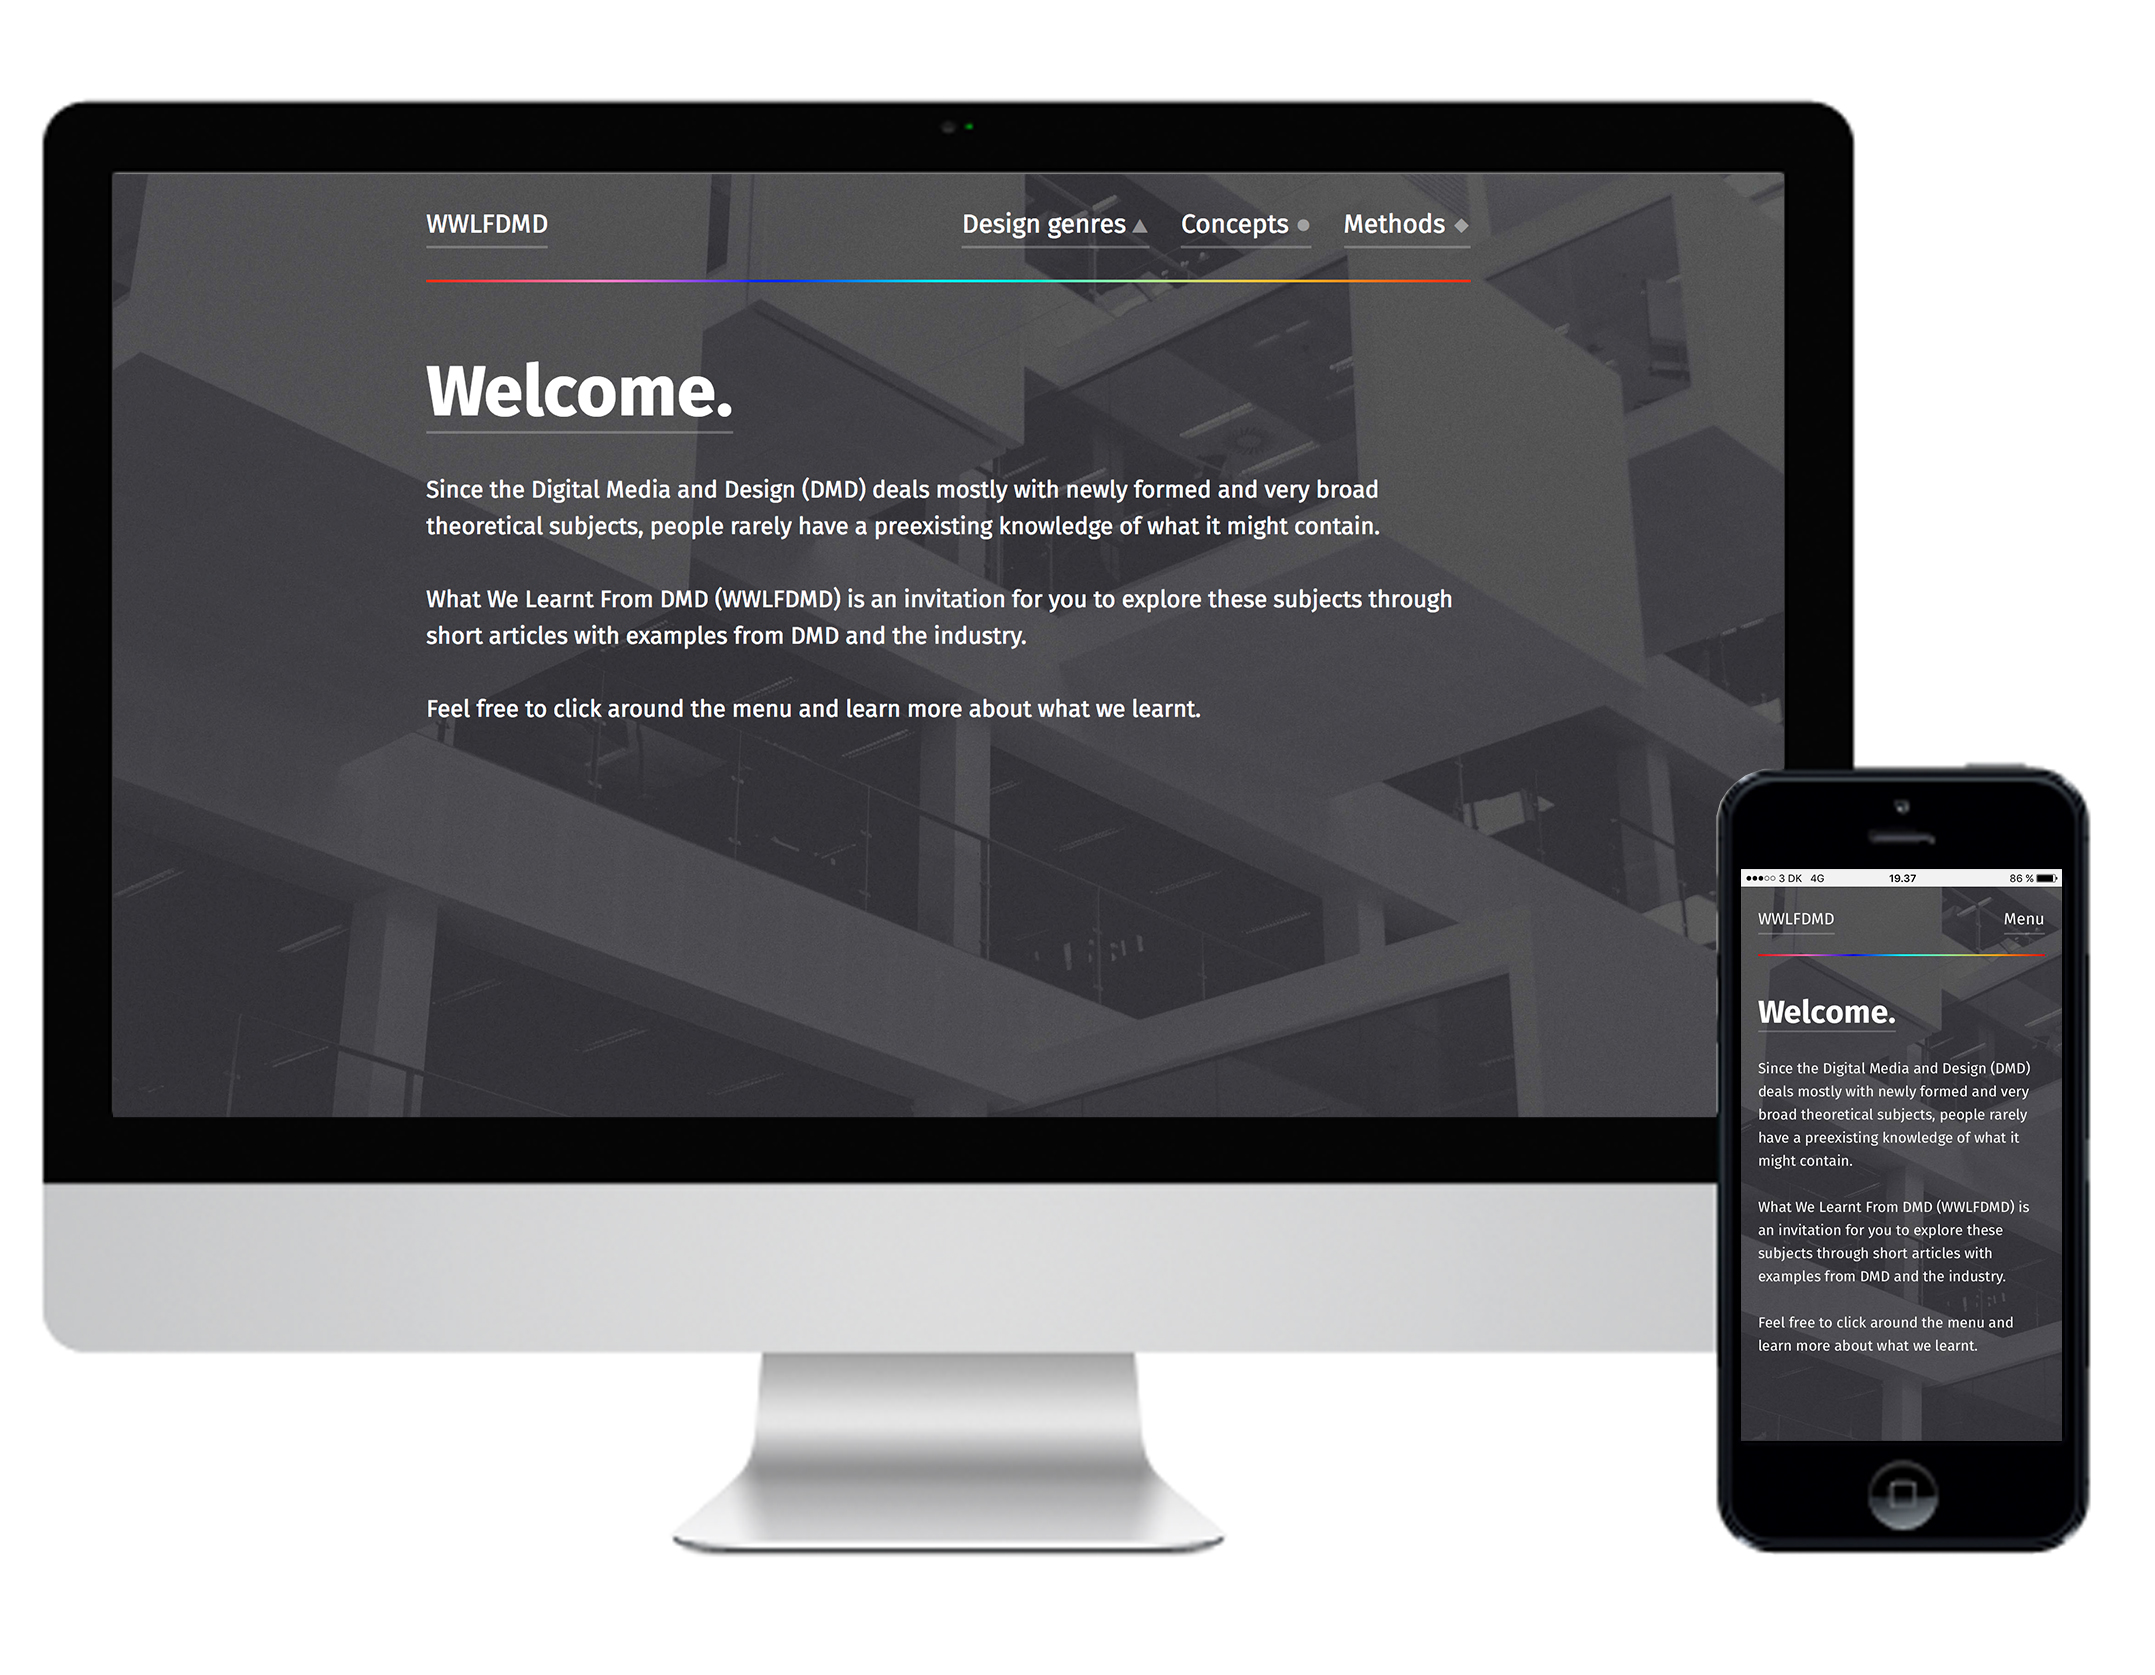 WWLFDMD
Design genres
Concepts
Methods
Welcome.
Since the Digital Media and Design (DMD) deals mostly with newly formed and very broad
theoretical subjects, people rarely have a preexisting knowledge of what it might contain.
What We Learnt From DMD (WWLFDMD) is an invitation for you to explore these subjects through
short articles with examples from DMD and the industry.
Feel free to click around the menu and learn more about what we learnt.
3 DK 4G 19.37 86 %
WWLFDMD
Menu
Welcome.
Since the Digital Media and Design (DMD)
deals mostly with newly formed and very
broad theoretical subjects, people rarely
have a preexisting knowledge of what it
might contain.
What We Learnt From DMD (WWLFDMD) is
an invitation for you to explore these
subjects through short articles with
examples from DMD and the industry.
Feel free to click around the menu and
learn more about what we learnt.